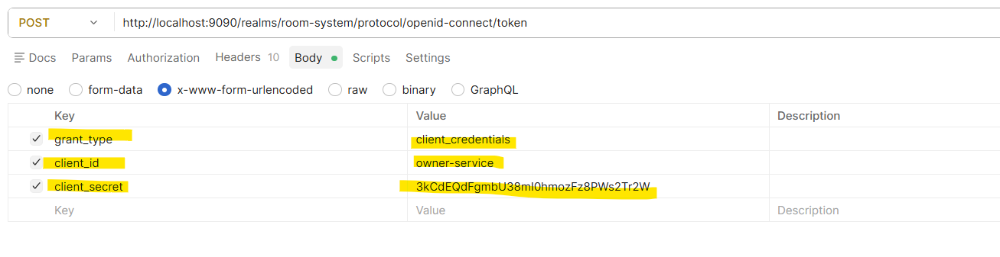 POST http://localhost:9090/realms/room-system/protocol/openid-connect/token
Docs Params Authorization Headers 10 Body Scripts Settings
none form-data x-www-form-urlencoded raw binary GraphQL
Key Value Description
grant_type client_credentials
client_id owner-service
client_secret 3kCdEQdFgmbU38mI0hmozFz8PWs2Tr2W
Key Value Description